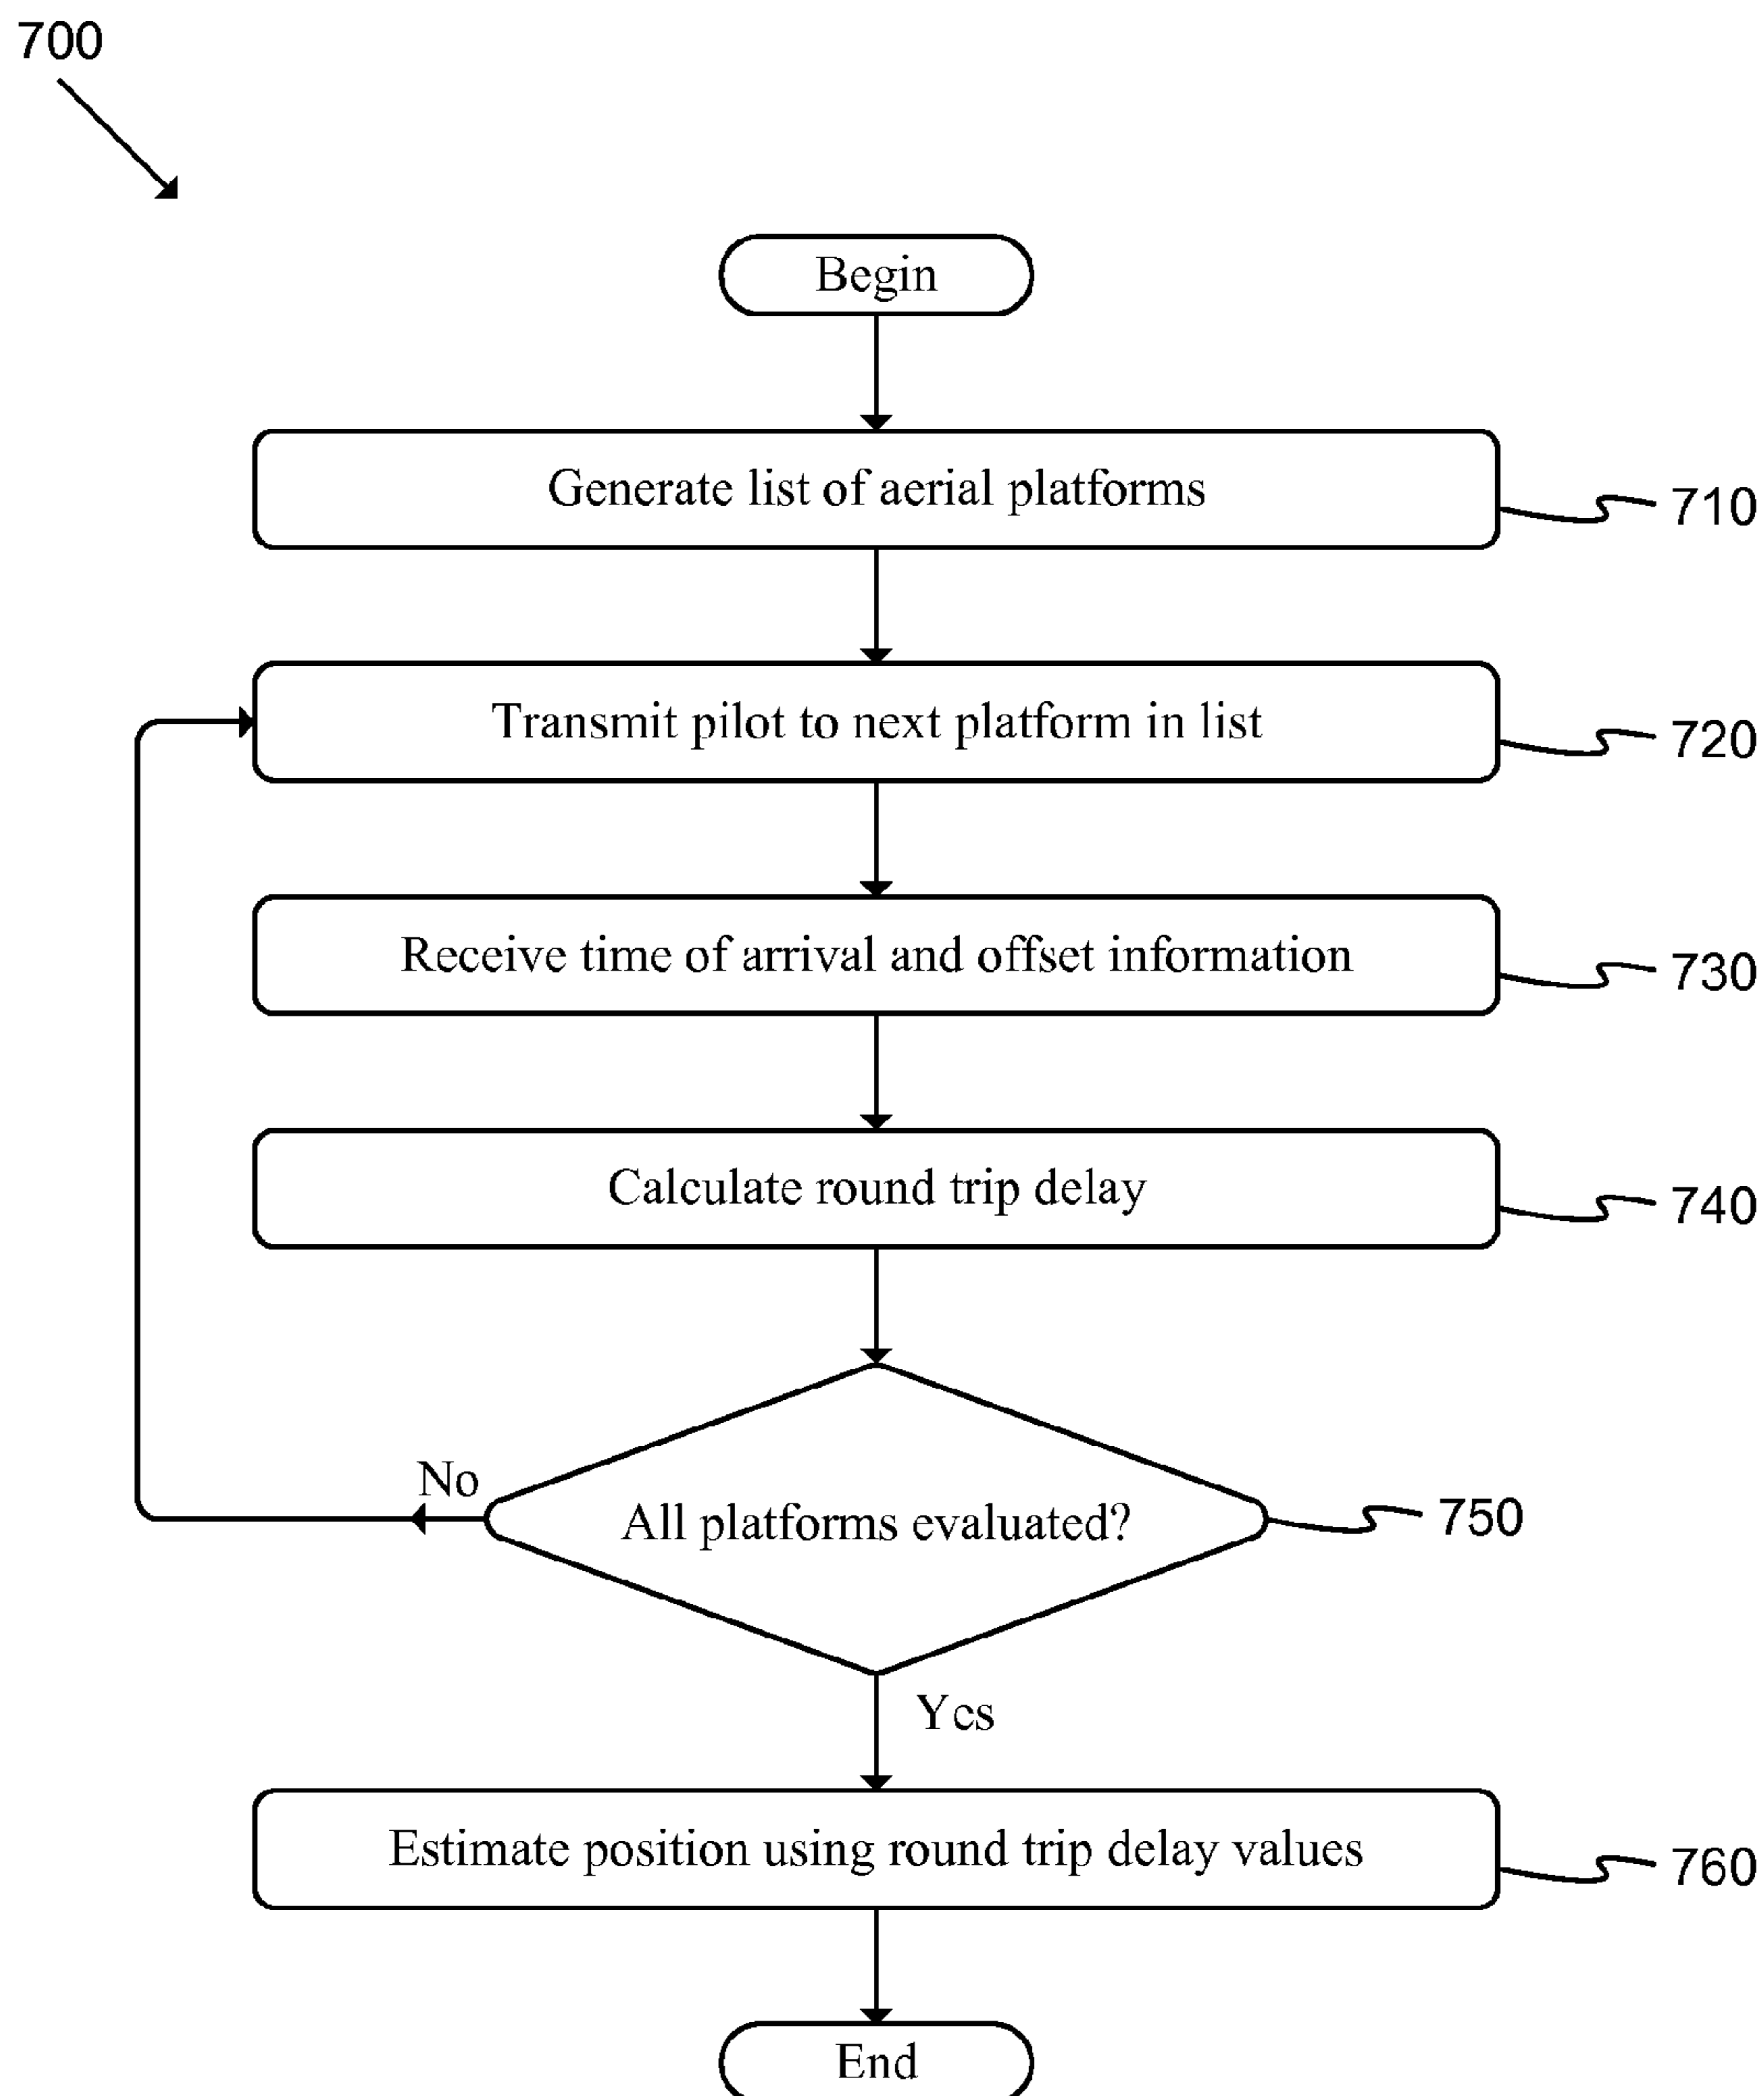 700
Begin
Generate list of aerial platforms
710
Transmit pilot to next platform in list
720
Receive time of arrival and offset information
730
Calculate round trip delay
740
No
All platforms evaluated?
750
Yes
Estimate position using round trip delay values
760
End